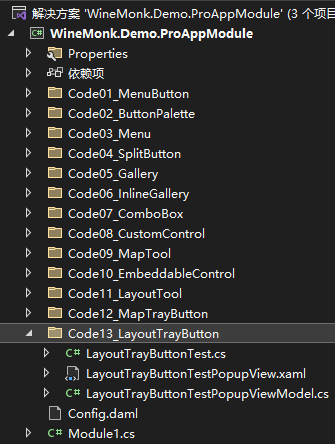 解决方案 'WineMonk.Demo.ProAppModule' (3 个项
WineMonk.Demo.ProAppModule
Properties
依赖项
Code01_MenuButton
Code02_ButtonPalette
Code03_Menu
Code04_SplitButton
Code05_Gallery
Code06_InlineGallery
Code07_ComboBox
Code08_CustomControl
Code09_MapTool
Code10_EmbeddableControl
Code11_LayoutTool
Code12_MapTrayButton
Code13_LayoutTrayButton
C# LayoutTrayButtonTest.cs
LayoutTrayButtonTestPopupView.xaml
C# LayoutTrayButtonTestPopupViewModel.cs
Config.daml
C# Module1.cs